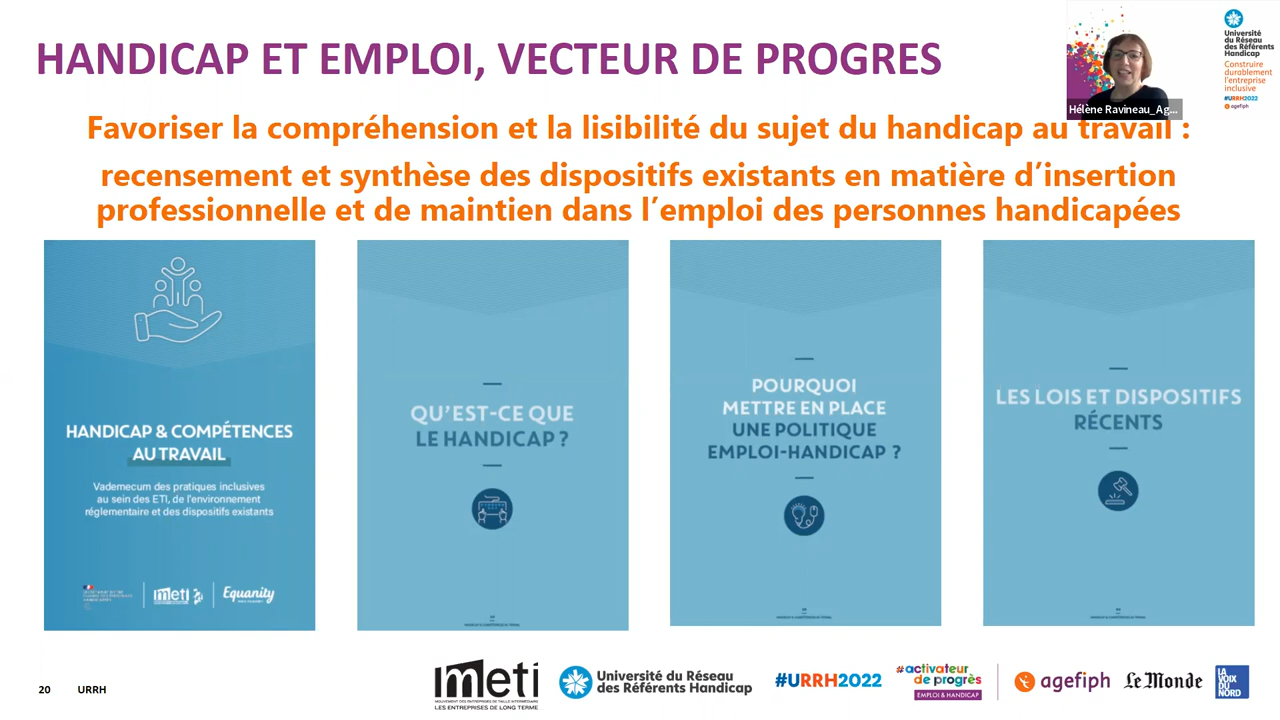 HANDICAP ET EMPLOI, VECTEUR DE PROGRES
Université
du Réseau
des Référents
Handicap
Construire
durablement
l'entreprise
inclusive
#URRH2022
agefiph
Hélène Ravineau_Ag...
Favoriser la compréhension et la lisibilité du sujet du handicap au travail :
recensement et synthèse des dispositifs existants en matière d’insertion
professionnelle et de maintien dans l’emploi des personnes handicapées
HANDICAP & COMPÉTENCES
AU TRAVAIL
Vademecum des pratiques inclusives
au sein des ETI, de l'environnement
réglementaire et des dispositifs existants
meti
Equanity
QU'EST-CE QUE
LE HANDICAP ?
POURQUOI
METTRE EN PLACE
UNE POLITIQUE
EMPLOI-HANDICAP ?
LES LOIS ET DISPOSITIFS
RÉCENTS
20
URRH
meti
MOUVEMENT DES ENTREPRISES DE TAILLE INTERMÉDIAIRE
LES ENTREPRISES DE LONG TERME
Université du Réseau
des Référents Handicap
#URRH2022
#activateur
de progrès
EMPLOI & HANDICAP
agefiph
Le Monde
LA
VOIX
DU
NORD